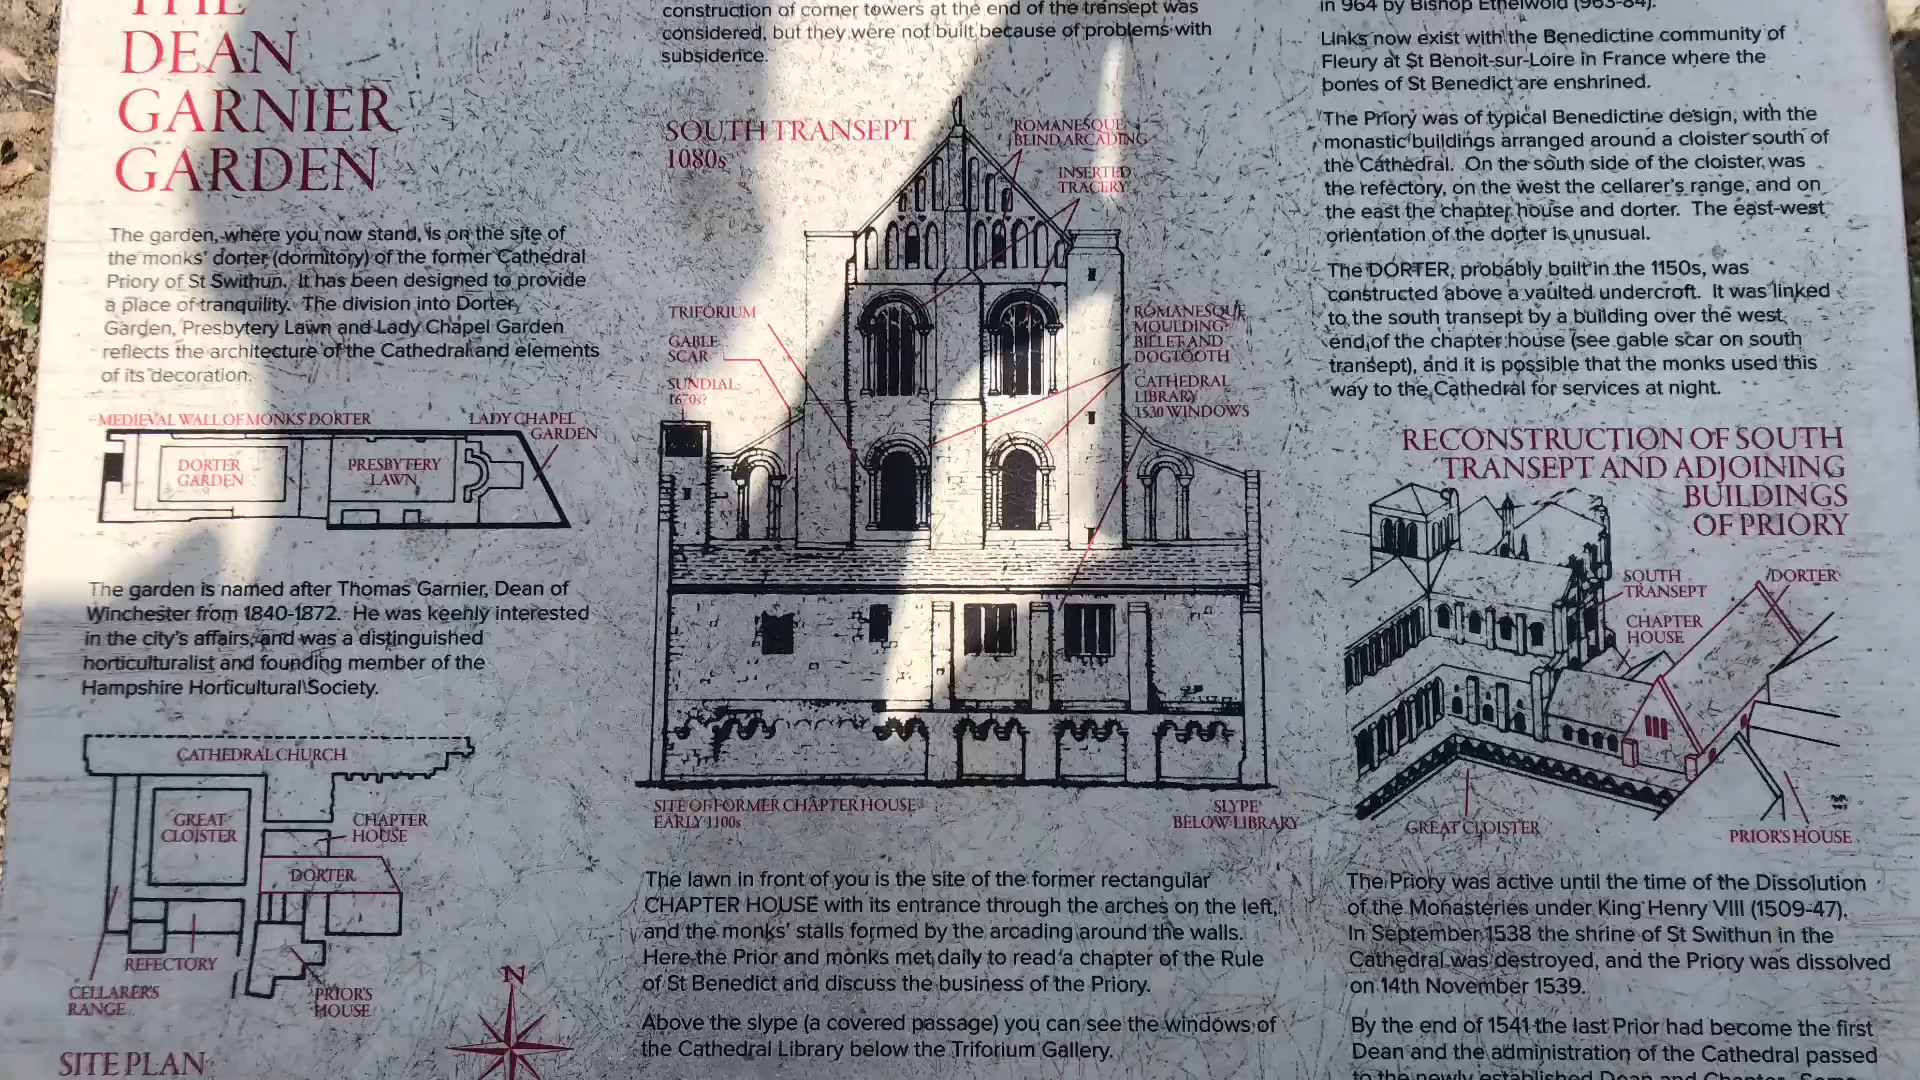 THE
DEAN
GARNIER
GARDEN
The garden, where you now stand, is on the site of
the monks' dorter (dormitory) of the former Cathedral
Priory of St Swithun. It has been designed to provide
a place of tranquility. The division into Dorter
Garden, Presbytery Lawn and Lady Chapel Garden
reflects the architecture of the Cathedral and elements
of its decoration.
MEDIEVAL WALL OF MONKS' DORTER
LADY CHAPEL
GARDEN
DORTER
GARDEN
PRESBYTERY
LAWN
The garden is named after Thomas Garnier, Dean of
Winchester from 1840-1872. He was keenly interested
in the city's affairs, and was a distinguished
horticulturalist and founding member of the
Hampshire Horticultural Society.
CATHEDRAL CHURCH
GREAT
CLOISTER
CHAPTER
HOUSE
DORTER
REFECTORY
CELLARER'S
RANGE
PRIOR'S
HOUSE
N
SITE PLAN
construction of corner towers at the end of the transept was
considered, but they were not built because of problems with
subsidence.
SOUTH TRANSEPT
1080s
ROMANESQUE
BLIND ARCADING
INSERTED
TRACERY
TRIFORIUM
GABLE
SCAR
SUNDIAL
1670s?
ROMANESQUE
MOULDING:
BILLET AND
DOGTOOTH
CATHEDRAL
LIBRARY
1530 WINDOWS
SITE OF FORMER CHAPTER HOUSE
EARLY 1100s
SLYPE
BELOW LIBRARY
The lawn in front of you is the site of the former rectangular
CHAPTER HOUSE with its entrance through the arches on the left,
and the monks' stalls formed by the arcading around the walls.
Here the Prior and monks met daily to read a chapter of the Rule
of St Benedict and discuss the business of the Priory.
Above the slype (a covered passage) you can see the windows of
the Cathedral Library below the Triforium Gallery.
in 964 by Bishop Ethelwold (963-84).
Links now exist with the Benedictine community of
Fleury at St Benoit-sur-Loire in France where the
bones of St Benedict are enshrined.
The Priory was of typical Benedictine design, with the
monastic buildings arranged around a cloister south of
the Cathedral. On the south side of the cloister was
the refectory, on the west the cellarer's range, and on
the east the chapter house and dorter. The east-west
orientation of the dorter is unusual.
The DORTER, probably built in the 1150s, was
constructed above a vaulted undercroft. It was linked
to the south transept by a building over the west
end of the chapter house (see gable scar on south
transept), and it is possible that the monks used this
way to the Cathedral for services at night.
RECONSTRUCTION OF SOUTH
TRANSEPT AND ADJOINING
BUILDINGS
OF PRIORY
SOUTH
TRANSEPT
DORTER
CHAPTER
HOUSE
GREAT CLOISTER
PRIOR'S HOUSE
The Priory was active until the time of the Dissolution
of the Monasteries under King Henry VIII (1509-47).
In September 1538 the shrine of St Swithun in the
Cathedral was destroyed, and the Priory was dissolved
on 14th November 1539.
By the end of 1541 the last Prior had become the first
Dean and the administration of the Cathedral passed
to the newly established Dean and Chapter. Some